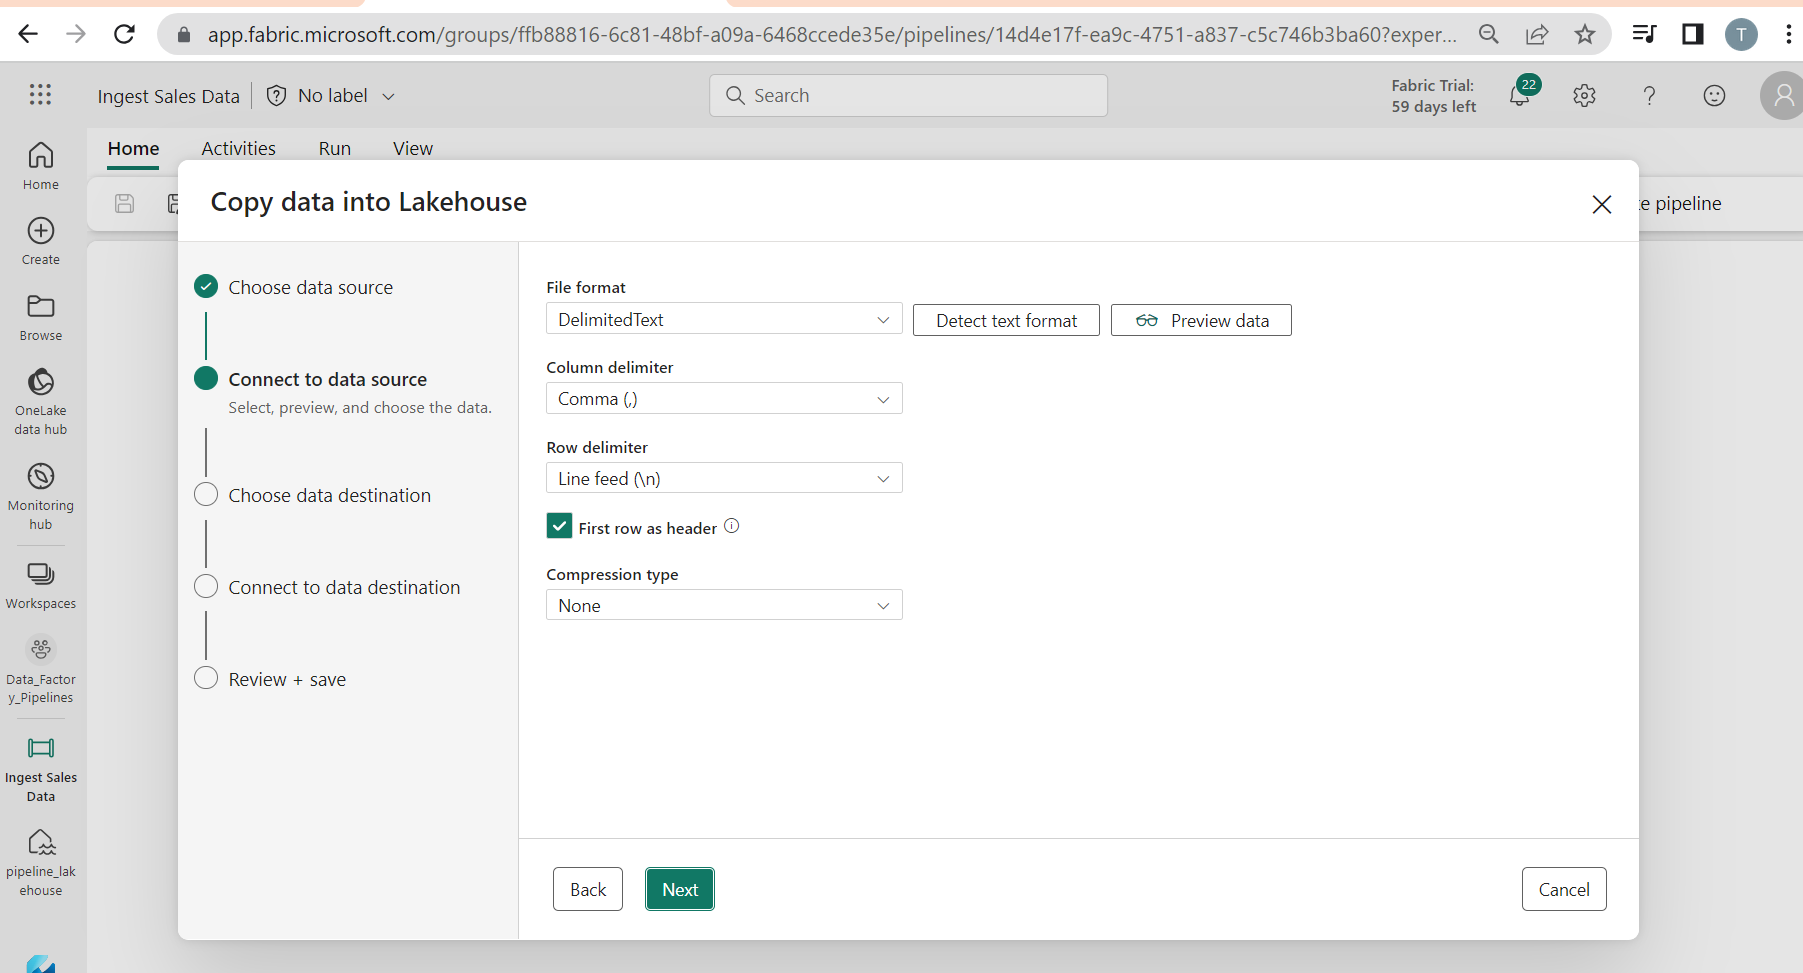 app.fabric.microsoft.com/groups/ffb88816-6c81-48bf-a09a-6468ccede35e/pipelines/14d4e17f-ea9c-4751-a837-c5c746b3ba60?exper...
T
Ingest Sales Data
No label
Search
Fabric Trial:
59 days left
22
?
Home
Activities
Run
View
Home
Create
Browse
OneLake
data hub
Monitoring
hub
Workspaces
Data_Factor
y_Pipelines
Ingest Sales
Data
pipeline_lak
ehouse
e pipeline
Copy data into Lakehouse
Choose data source
Connect to data source
Select, preview, and choose the data.
Choose data destination
Connect to data destination
Review + save
File format
DelimitedText
Detect text format
Preview data
Column delimiter
Comma (,)
Row delimiter
Line feed (\n)
First row as header
Compression type
None
Back
Next
Cancel